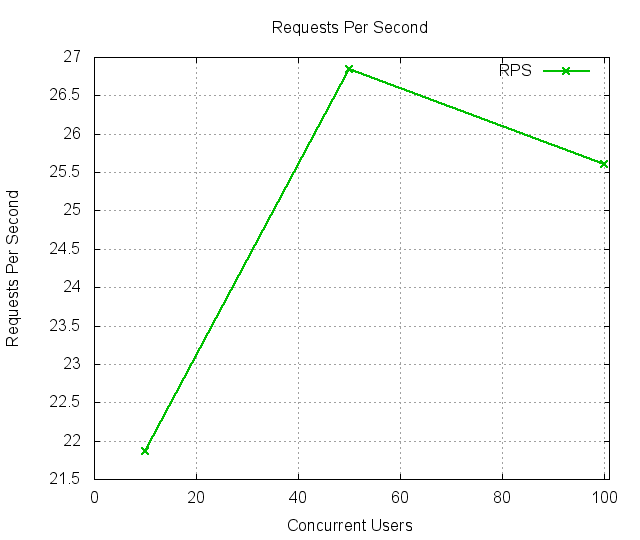 Requests Per Second
RPS
27
26.5
26
25.5
25
24.5
24
23.5
23
22.5
22
21.5
Requests Per Second
0 20 40 60 80 100
Concurrent Users